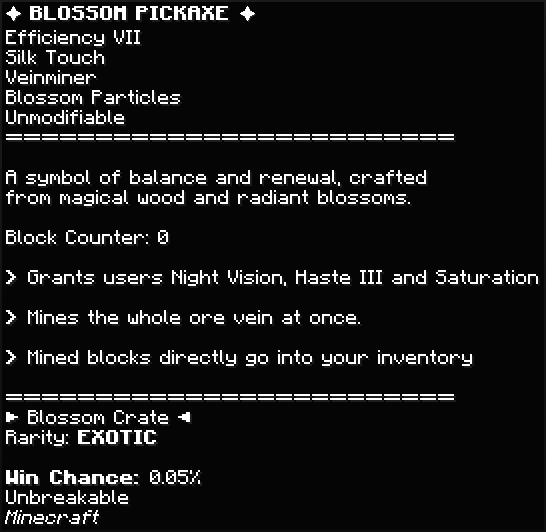 ✦ BLOSSOM PICKAXE ✦
Efficiency VII
Silk Touch
Veinminer
Blossom Particles
Unmodifiable
==========================
A symbol of balance and renewal, crafted
from magical wood and radiant blossoms.
Block Counter: 0
> Grants users Night Vision, Haste III and Saturation
> Mines the whole ore vein at once.
> Mined blocks directly go into your inventory
==========================
► Blossom Crate ◄
Rarity: EXOTIC
Win Chance: 0.05%
Unbreakable
Minecraft